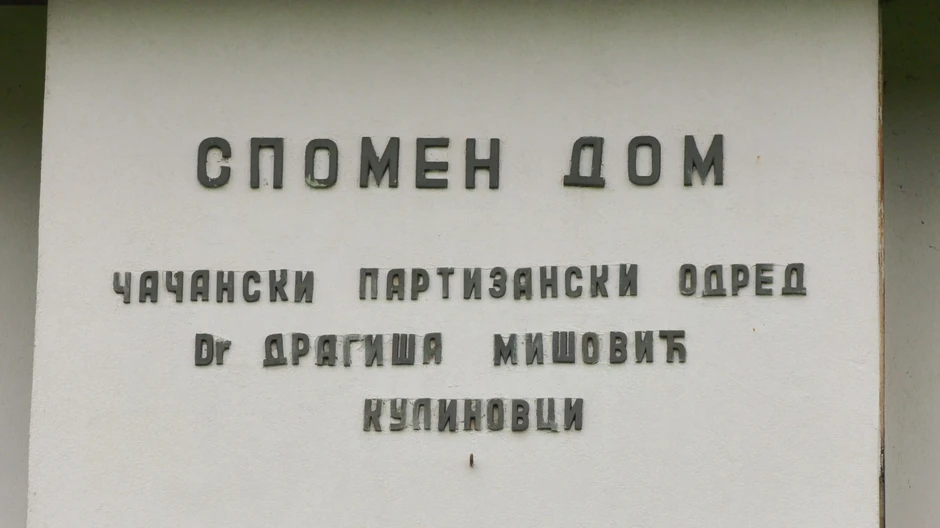 СПОМЕН ДОМ
ЧАЧАНСКИ ПАРТИЗАНСКИ ОДРЕД
Dr ДРАГИША МИШОВИЋ
КУЛИНОВЦИ